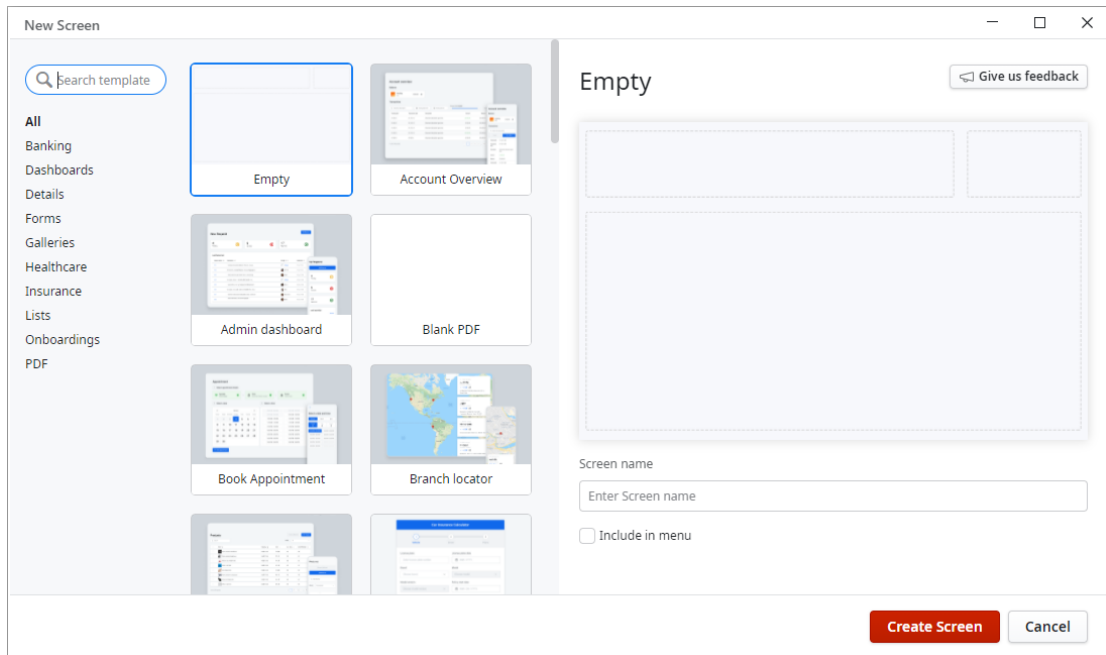 New Screen
Search template
All
Banking
Dashboards
Details
Forms
Galleries
Healthcare
Insurance
Lists
Onboardings
PDF
Empty
Account Overview
Admin dashboard
Blank PDF
Book Appointment
Branch locator
Empty
Give us feedback
Screen name
Enter Screen name
Include in menu
Create Screen
Cancel